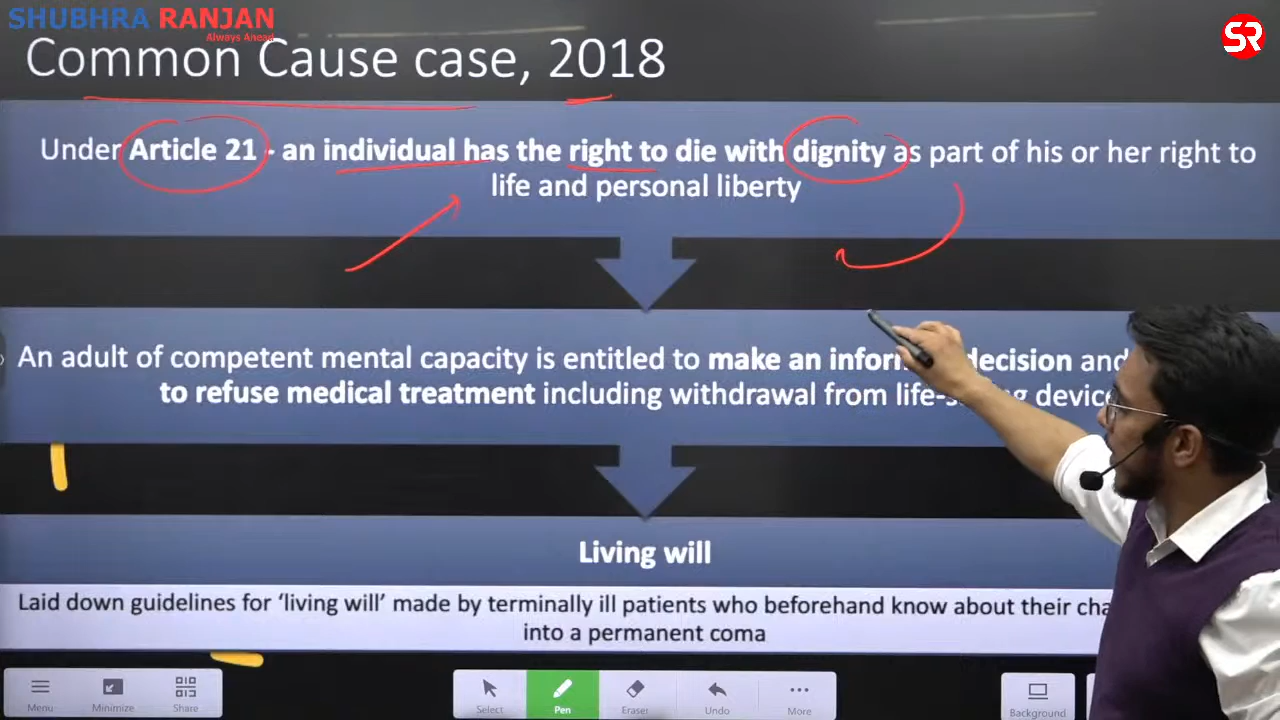 SHUBHRA RANJAN
Always Ahead
SR
Common Cause case, 2018
Under Article 21 - an individual has the right to die with dignity as part of his or her right to
life and personal liberty
An adult of competent mental capacity is entitled to make an decision and
to refuse medical treatment including withdrawal from
Living will
Laid down guidelines for 'living will' made by terminally ill patients who beforehand know about their
into a permanent coma
Menu
Minimize
Share
Select
Pen
Eraser
Undo
More
Background